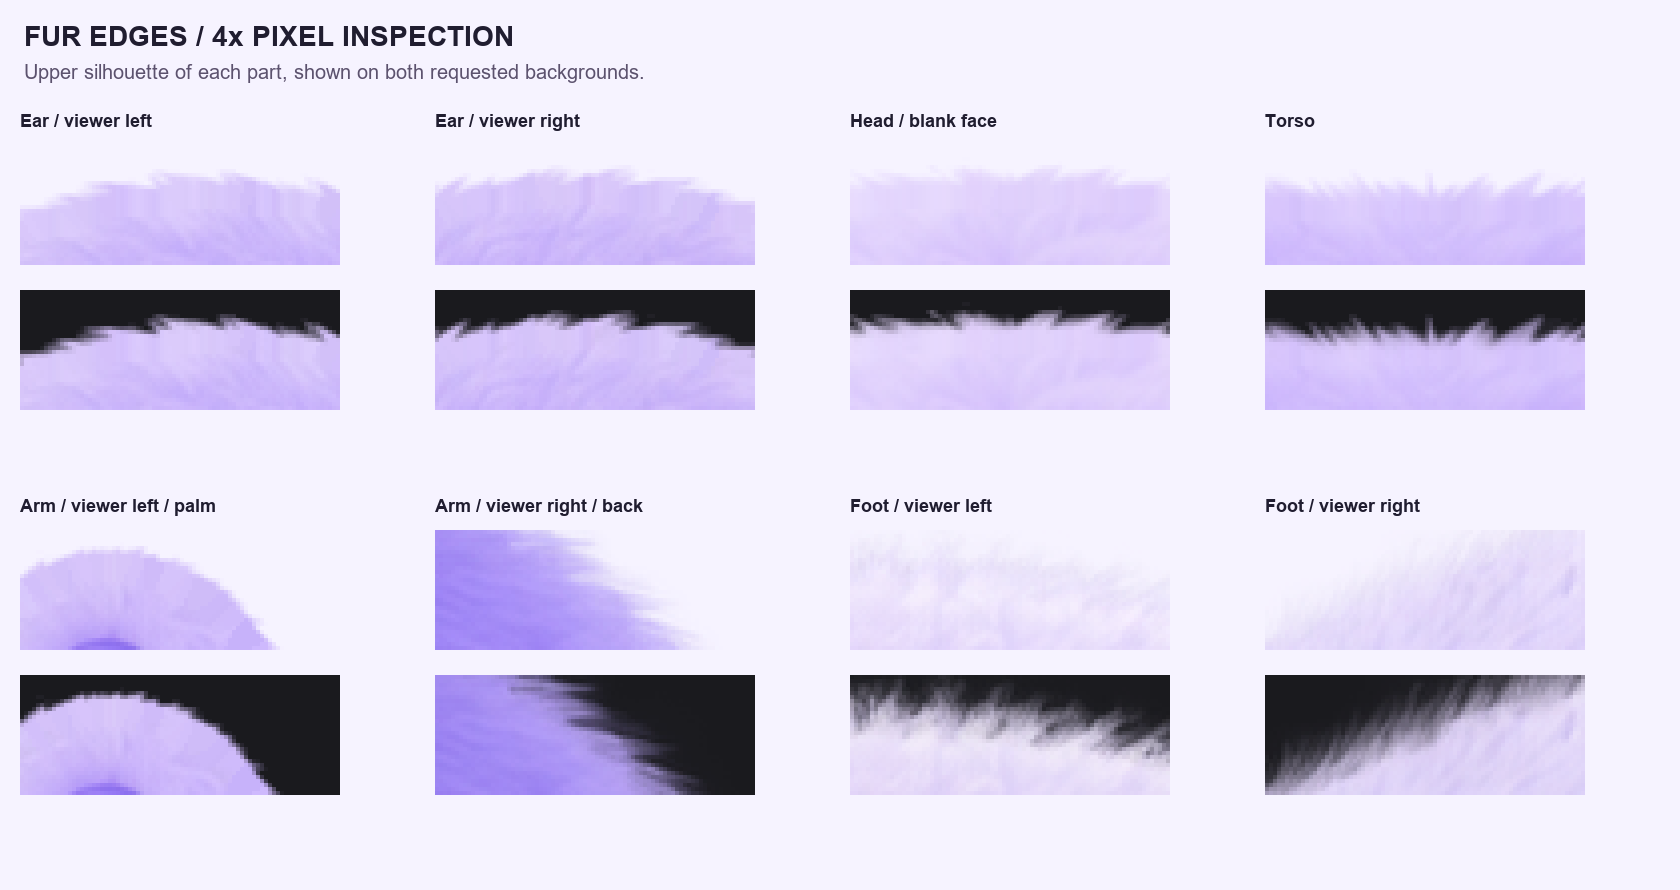 FUR EDGES / 4x PIXEL INSPECTION
Upper silhouette of each part, shown on both requested backgrounds.
Ear / viewer left
Ear / viewer right
Head / blank face
Torso
Arm / viewer left / palm
Arm / viewer right / back
Foot / viewer left
Foot / viewer right